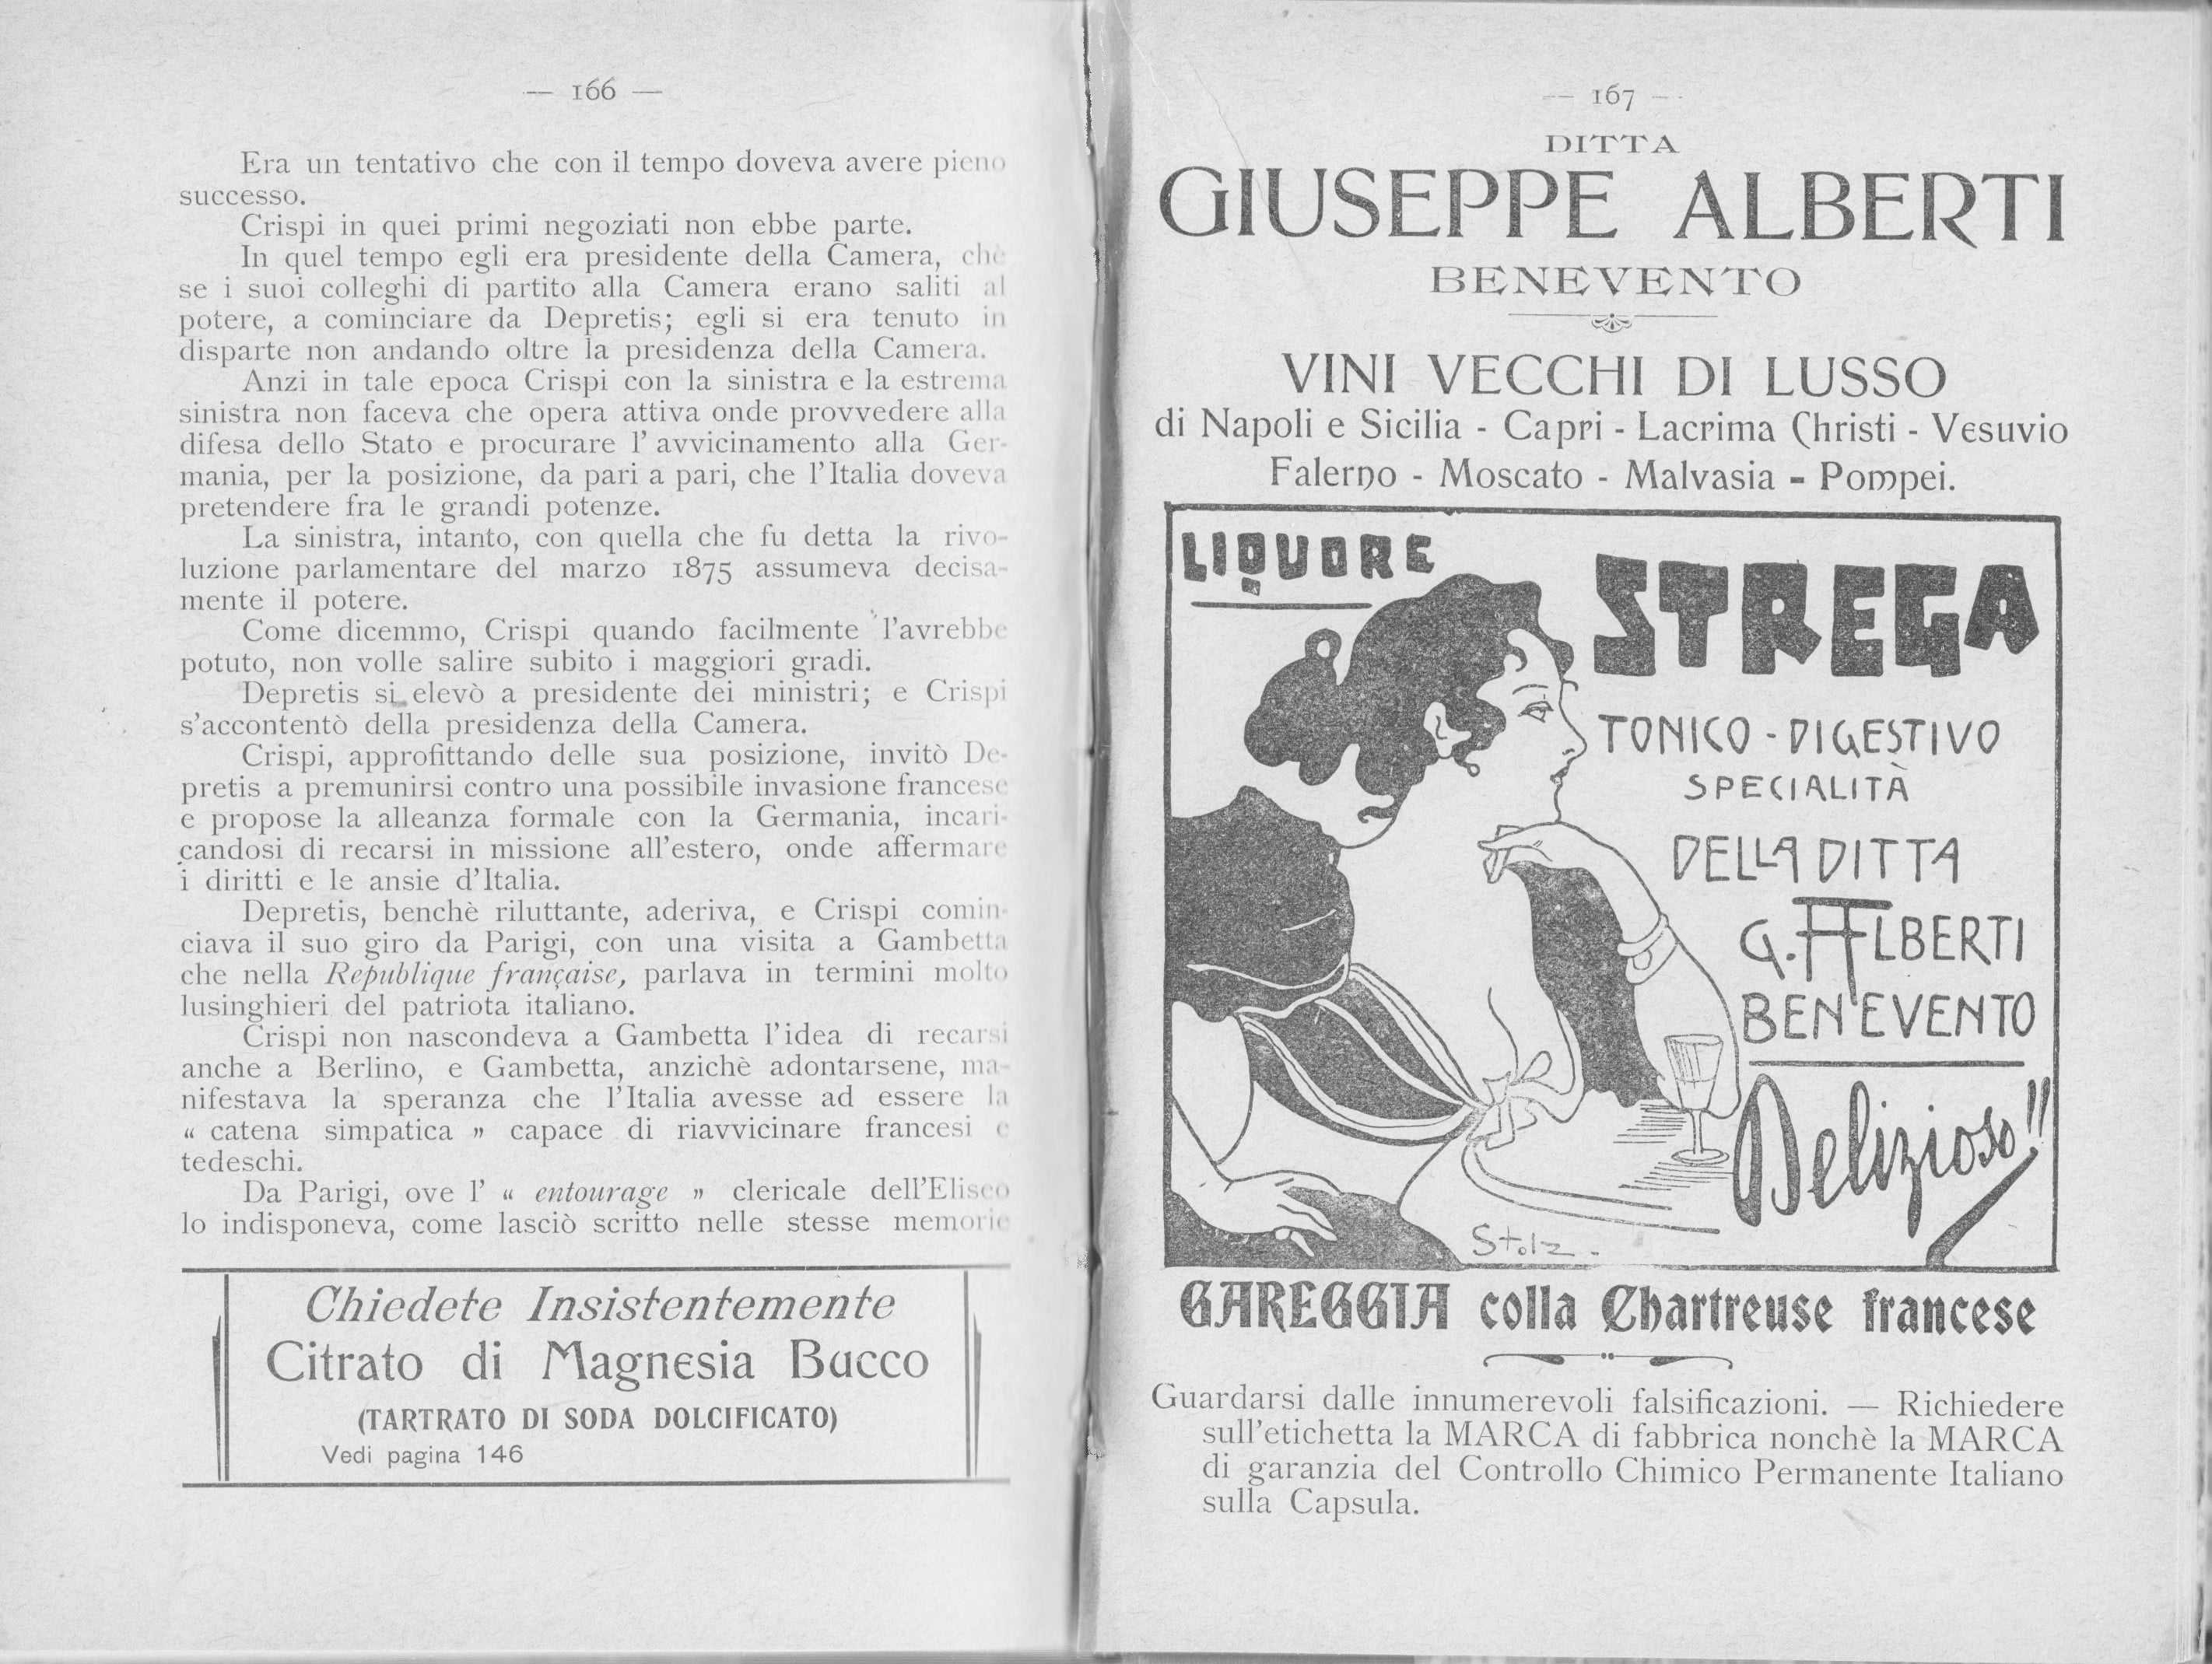 — 166 —
Era un tentativo che con il tempo doveva avere pieno
successo.
Crispi in quei primi negoziati non ebbe parte.
In quel tempo egli era presidente della Camera, chè
se i suoi colleghi di partito alla Camera erano saliti al
potere, a cominciare da Depretis; egli si era tenuto in
disparte non andando oltre la presidenza della Camera.
Anzi in tale epoca Crispi con la sinistra e la estrema
sinistra non faceva che opera attiva onde provvedere alla
difesa dello Stato e procurare l' avvicinamento alla Ger-
mania, per la posizione, da pari a pari, che l'Italia doveva
pretendere fra le grandi potenze.
La sinistra, intanto, con quella che fu detta la rivo-
luzione parlamentare del marzo 1875 assumeva decisa-
mente il potere.
Come dicemmo, Crispi quando facilmente l'avrebbe
potuto, non volle salire subito i maggiori gradi.
Depretis si elevò a presidente dei ministri; e Crispi
s'accontentò della presidenza della Camera.
Crispi, approfittando delle sua posizione, invitò De-
pretis a premunirsi contro una possibile invasione francese
e propose la alleanza formale con la Germania, incari-
candosi di recarsi in missione all'estero, onde affermare
i diritti e le ansie d'Italia.
Depretis, benchè riluttante, aderiva, e Crispi comin-
ciava il suo giro da Parigi, con una visita a Gambetta
che nella Republique française, parlava in termini molto
lusinghieri del patriota italiano.
Crispi non nascondeva a Gambetta l'idea di recarsi
anche a Berlino, e Gambetta, anzichè adontarsene, ma-
nifestava la speranza che l'Italia avesse ad essere la
« catena simpatica » capace di riavvicinare francesi e
tedeschi.
Da Parigi, ove l' « entourage » clericale dell'Eliseo
lo indisponeva, come lasciò scritto nelle stesse memorie
Chiedete Insistentemente
Citrato di Magnesia Bucco
(TARTRATO DI SODA DOLCIFICATO)
Vedi pagina 146
— 167 —
DITTA
GIUSEPPE ALBERTI
BENEVENTO
VINI VECCHI DI LUSSO
di Napoli e Sicilia - Capri - Lacrima Christi - Vesuvio
Falerno - Moscato - Malvasia - Pompei.
LIQUORE
STREGA
TONICO - DIGESTIVO
SPECIALITÀ
DELLA DITTA
G. ALBERTI
BENEVENTO
Delizioso!!
Stolz.
GAREGGIA colla Chartreuse francese
Guardarsi dalle innumerevoli falsificazioni. — Richiedere
sull'etichetta la MARCA di fabbrica nonchè la MARCA
di garanzia del Controllo Chimico Permanente Italiano
sulla Capsula.